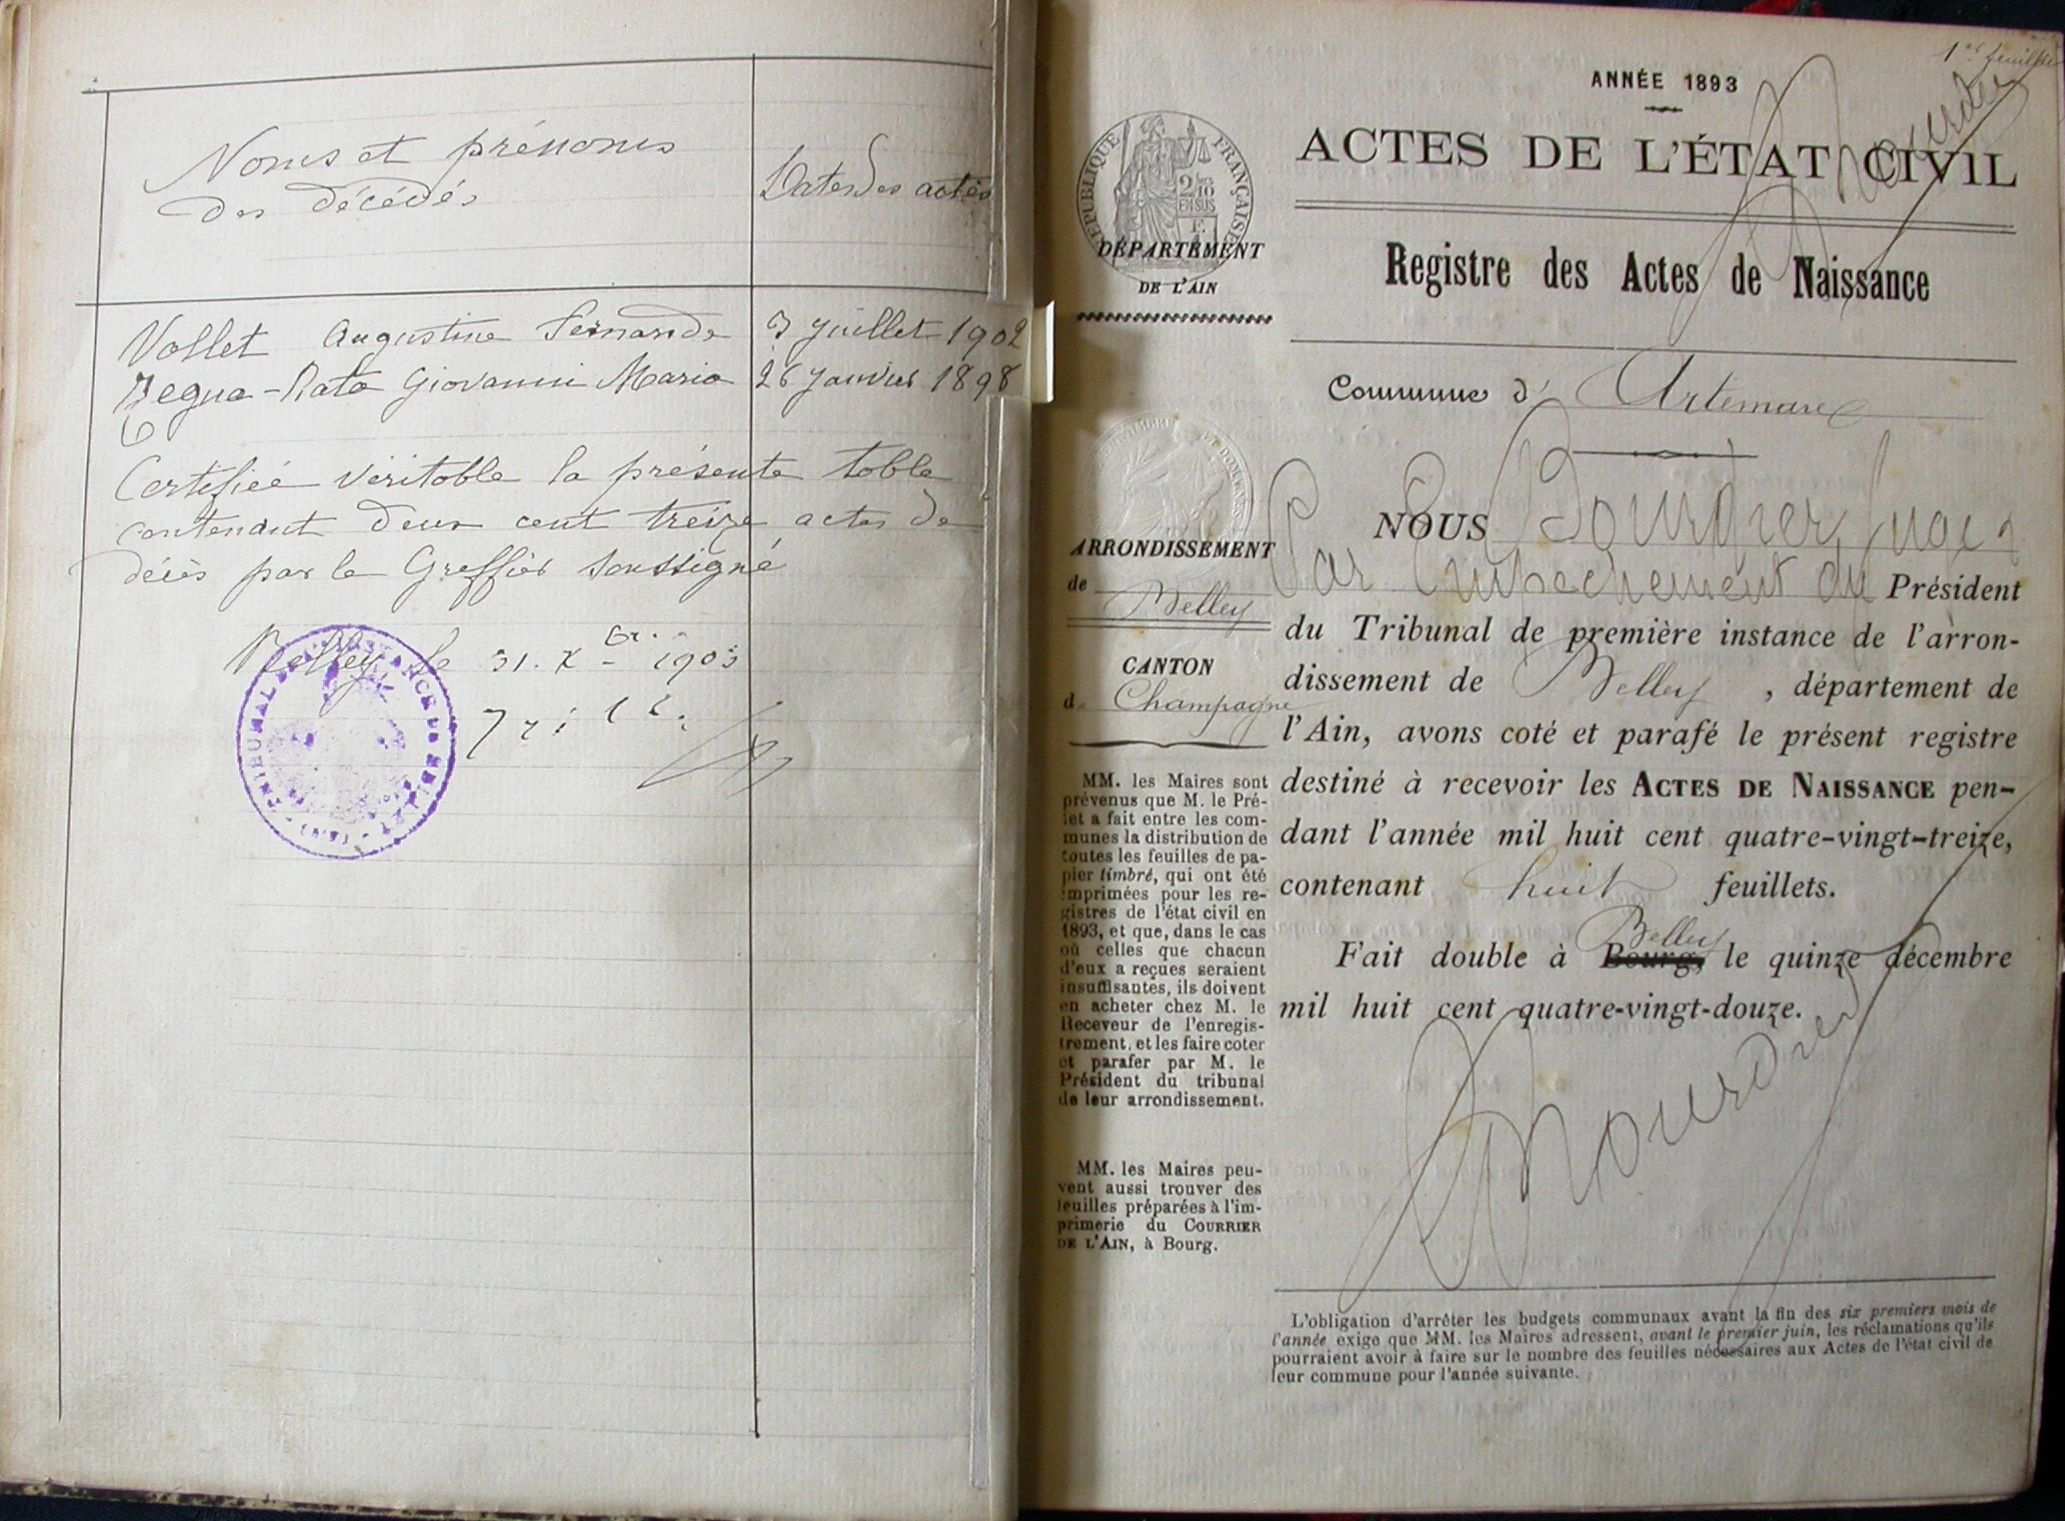 Noms et prénoms
des décédés
Dates des actes
Vollet Augustine Fernande 3 Juillet 1902
Giovanni Maria 26 Janvier 1898
Certifiée véritable la présente table
contenant deux cent treize actes de
décès par le Greffier soussigné
Belley le 31. X bre 1903
1er feuillet
ANNÉE 1893
ACTES DE L'ÉTAT CIVIL
RÉPUBLIQUE FRANÇAISE
2/10
EN SUS
DÉPARTEMENT
DE L'AIN
Registre des Actes de Naissance
Commune d' Artemare
ARRONDISSEMENT
de Belley
CANTON
de Champagne
MM. les Maires sont
prévenus que M. le Pré-
fet a fait entre les com-
munes la distribution de
toutes les feuilles de pa-
pier timbré, qui ont été
imprimées pour les re-
gistres de l'état civil en
1893, et que, dans le cas
où celles que chacun
d'eux a reçues seraient
insuffisantes, ils doivent
en acheter chez M. le
Receveur de l'enregis-
trement, et les faire coter
et parafer par M. le
Président du tribunal
de leur arrondissement.
MM. les Maires peu-
vent aussi trouver des
feuilles préparées à l'im-
primerie du COURRIER
DE L'AIN, à Bourg.
NOUS
Par Empechement du Président
du Tribunal de première instance de l'arron-
dissement de Belley, département de
l'Ain, avons coté et parafé le présent registre
destiné à recevoir les ACTES DE NAISSANCE pen-
dant l'année mil huit cent quatre-vingt-treize,
contenant huit feuillets.
Belley
Fait double à Bourg, le quinze décembre
mil huit cent quatre-vingt-douze.
L'obligation d'arrêter les budgets communaux avant la fin des six premiers mois de
l'année exige que MM. les Maires adressent, avant le premier juin, les réclamations qu'ils
pourraient avoir à faire sur le nombre des feuilles nécessaires aux Actes de l'état civil de
leur commune pour l'année suivante.